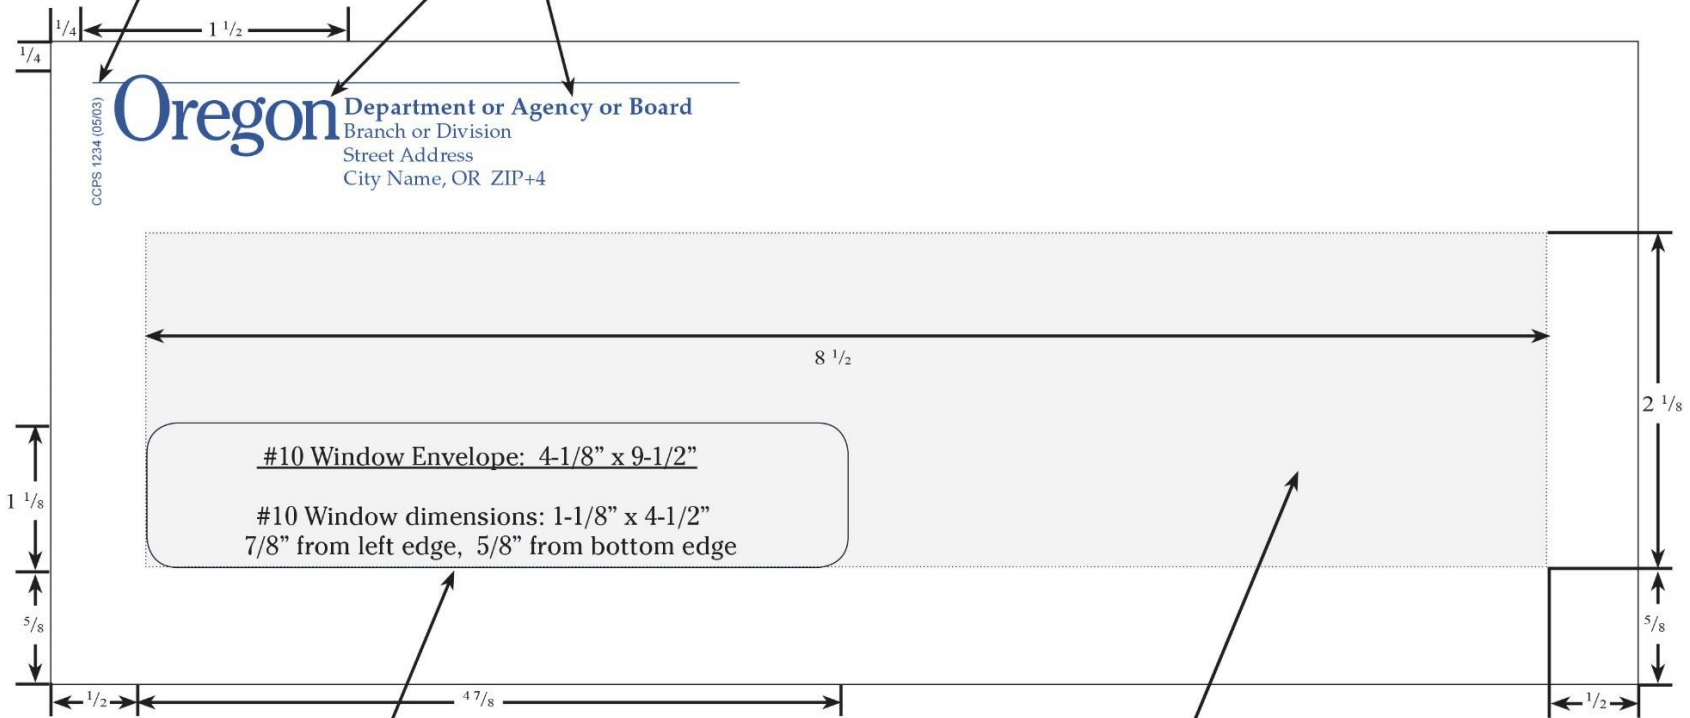 1/4
1 1/2
1/4
CCPS 1234 (05/03)
Oregon
Department or Agency or Board
Branch or Division
Street Address
City Name, OR ZIP+4
8 1/2
2 1/8
#10 Window Envelope: 4-1/8” x 9-1/2”
1 1/8
#10 Window dimensions: 1-1/8” x 4-1/2”
7/8” from left edge, 5/8” from bottom edge
5/8
5/8
1/2
4 7/8
1/2